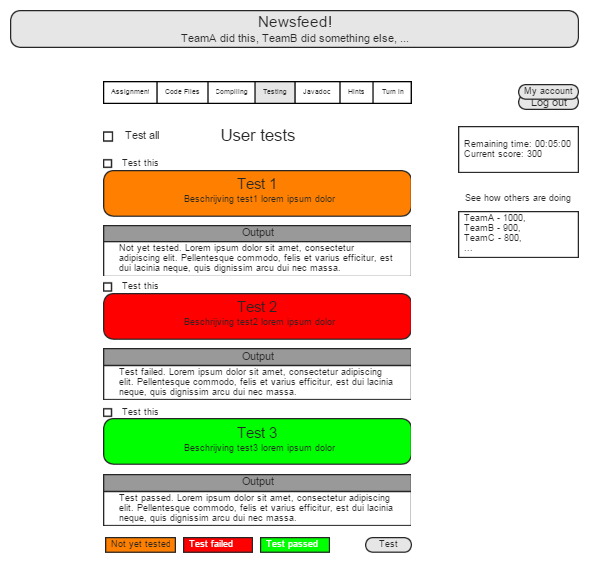 Newsfeed!
TeamA did this, TeamB did something else, ...
Assignment Code Files Compiling Testing Javadoc Hints Turn in
My account
Log out
Test all
User tests
Remaining time: 00:05:00
Current score: 300
See how others are doing
TeamA - 1000,
TeamB - 900,
TeamC - 800,
...
Test this
Test 1
Beschrijving test1 lorem ipsum dolor
Output
Not yet tested. Lorem ipsum dolor sit amet, consectetur
adipiscing elit. Pellentesque commodo, felis et varius efficitur, est
dui lacinia neque, quis dignissim arcu dui nec massa.
Test this
Test 2
Beschrijving test2 lorem ipsum dolor
Output
Test failed. Lorem ipsum dolor sit amet, consectetur adipiscing
elit. Pellentesque commodo, felis et varius efficitur, est dui lacinia
neque, quis dignissim arcu dui nec massa.
Test this
Test 3
Beschrijving test3 lorem ipsum dolor
Output
Test passed. Lorem ipsum dolor sit amet, consectetur adipiscing
elit. Pellentesque commodo, felis et varius efficitur, est dui lacinia
neque, quis dignissim arcu dui nec massa.
Not yet tested Test failed Test passed Test